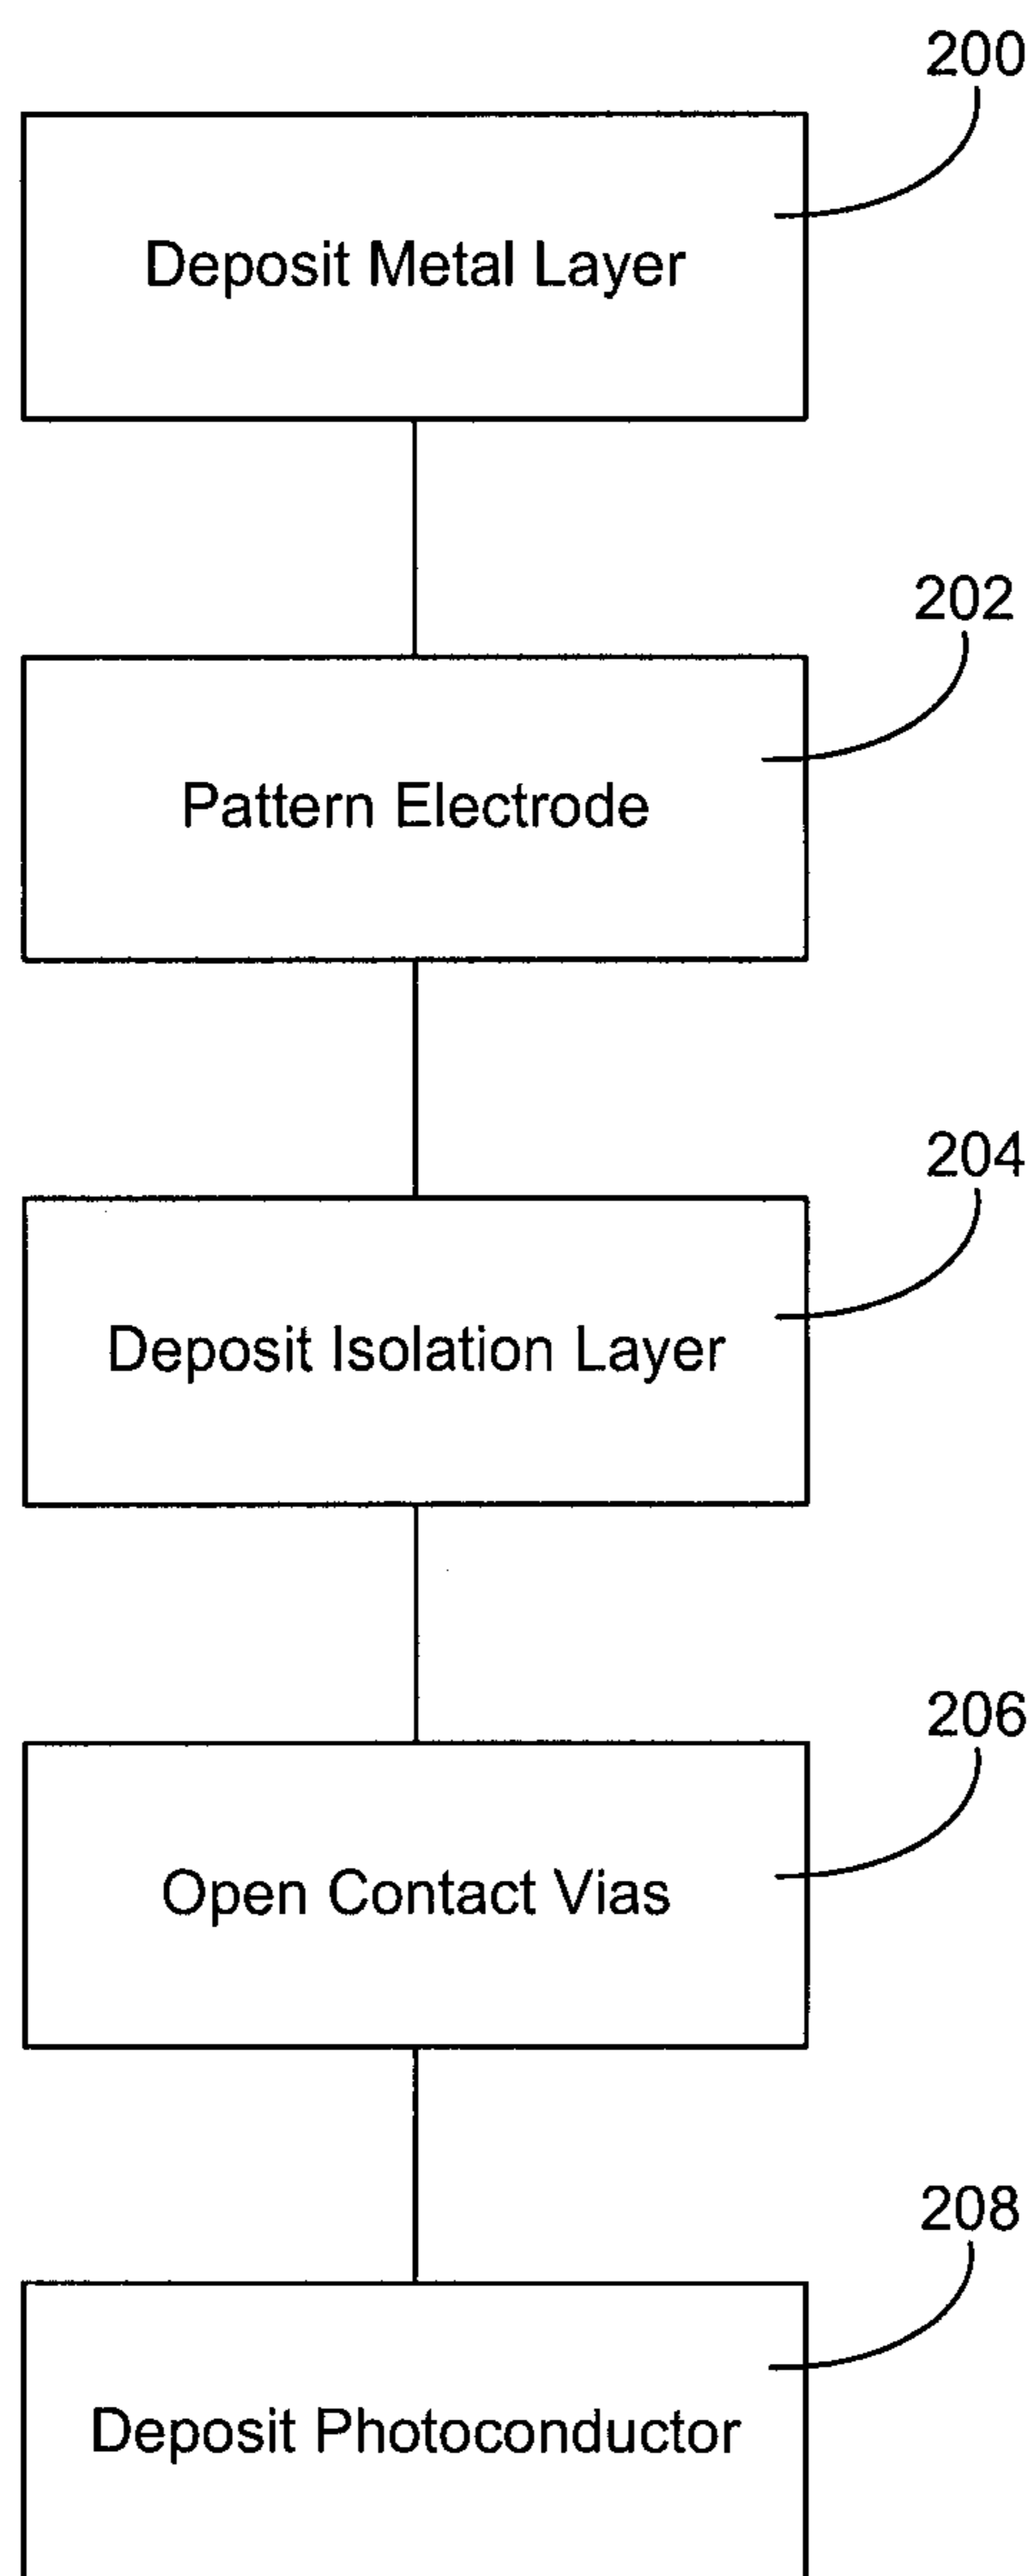 200
Deposit Metal Layer
202
Pattern Electrode
204
Deposit Isolation Layer
206
Open Contact Vias
208
Deposit Photoconductor